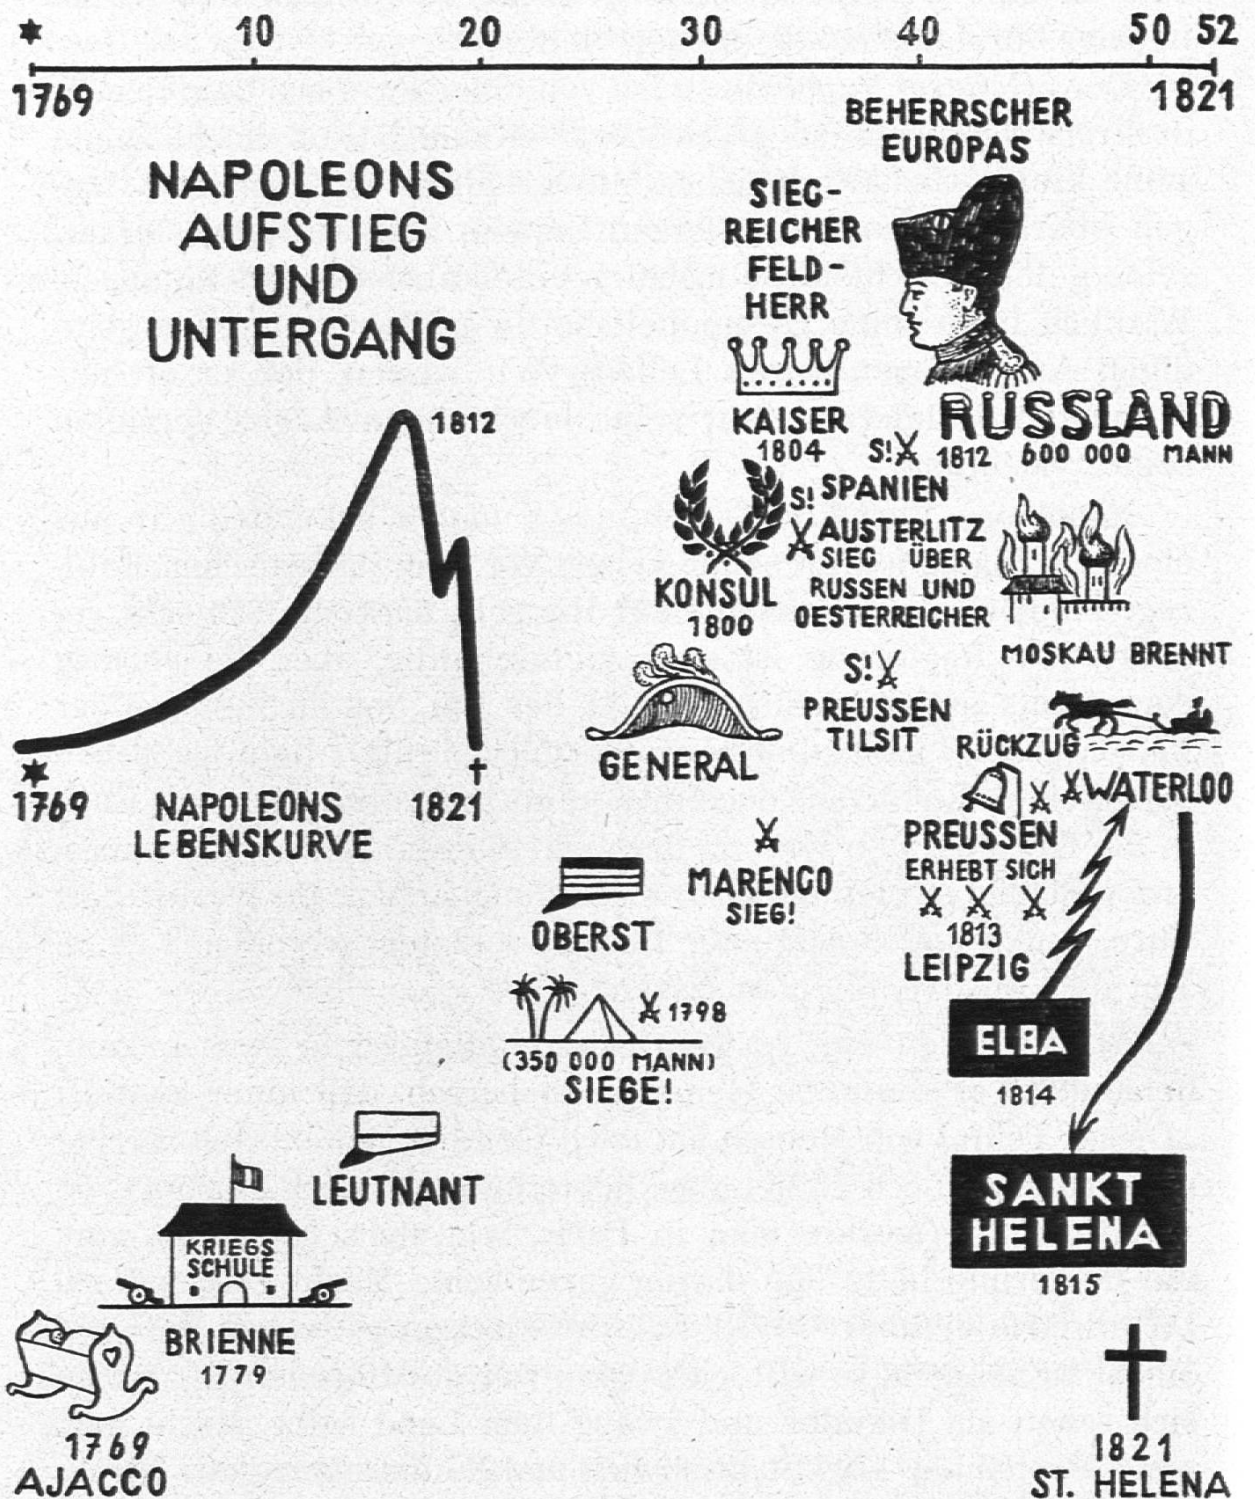 10 20 30 40 50 52
1769 1821
NAPOLEONS
AUFSTIEG
UND
UNTERGANG
1812
1769 NAPOLEONS 1821
LEBENSKURVE
BEHERRSCHER
EUROPAS
SIEG-
REICHER
FELD-
HERR
KAISER
1804
RUSSLAND
S! 1812 600 000 MANN
S! SPANIEN
AUSTERLITZ
SIEG ÜBER
RUSSEN UND
OESTERREICHER
KONSUL
1800
MOSKAU BRENNT
S!
PREUSSEN
TILSIT
GENERAL
RÜCKZUG
WATERLOO
PREUSSEN
ERHEBT SICH
1813
LEIPZIG
MARENGO
SIEG!
OBERST
1798
(350 000 MANN)
SIEGE!
ELBA
1814
LEUTNANT
SANKT
HELENA
1815
KRIEGS
SCHULE
BRIENNE
1779
1769
AJACCO
1821
ST. HELENA